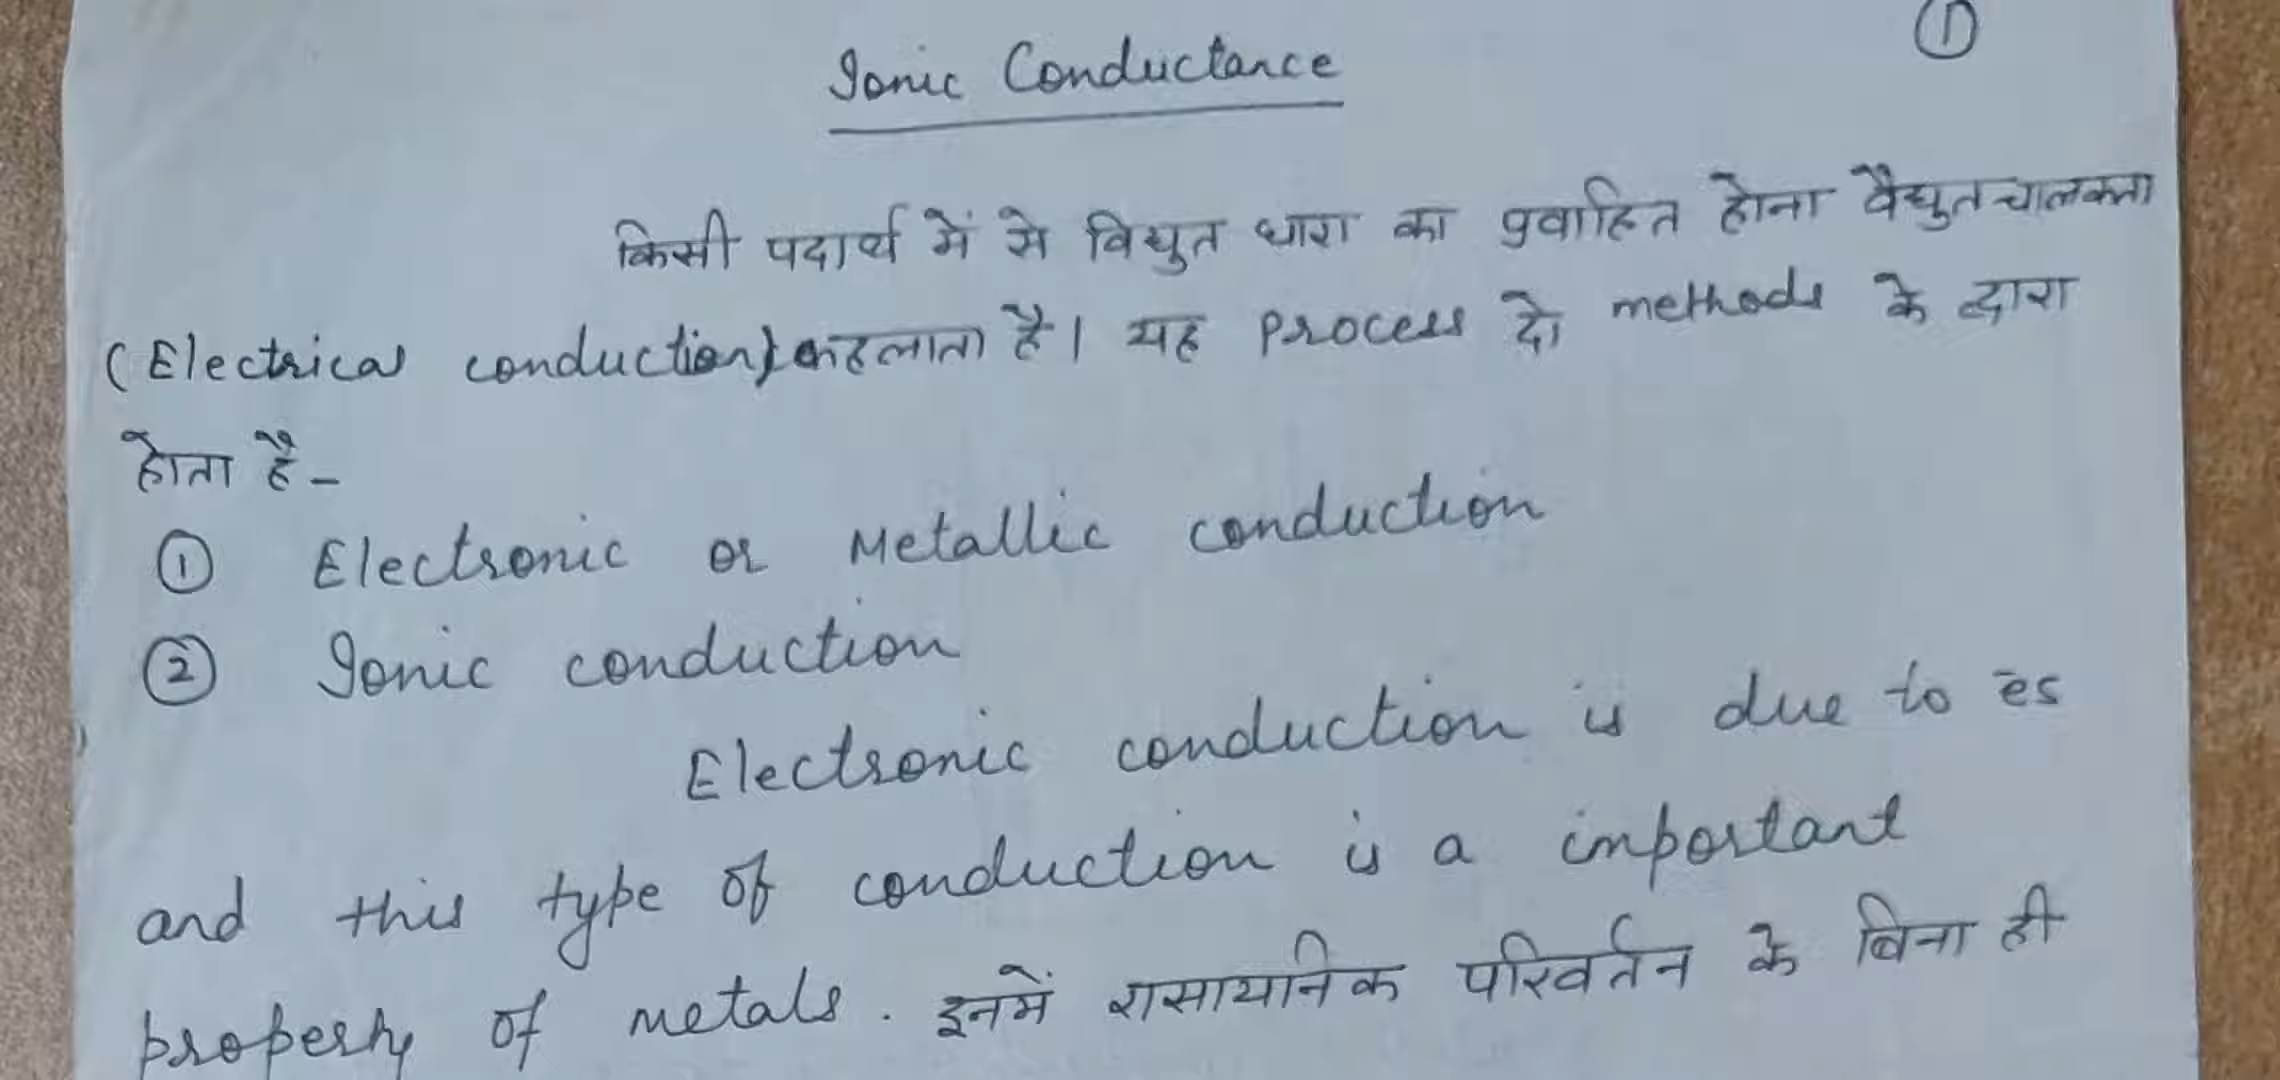 ①
Ionic Conductance
किसी पदार्थ में से विद्युत धारा का प्रवाहित होना वैद्युत चालकता
(Electrical conduction) कहलाता है। यह Process दो methods के द्वारा
होता है -
① Electronic or Metallic conduction
② Ionic conduction
Electronic conduction is due to ēs
and this type of conduction is a important
property of metals. इनमें रासायनिक परिवर्तन के बिना ही